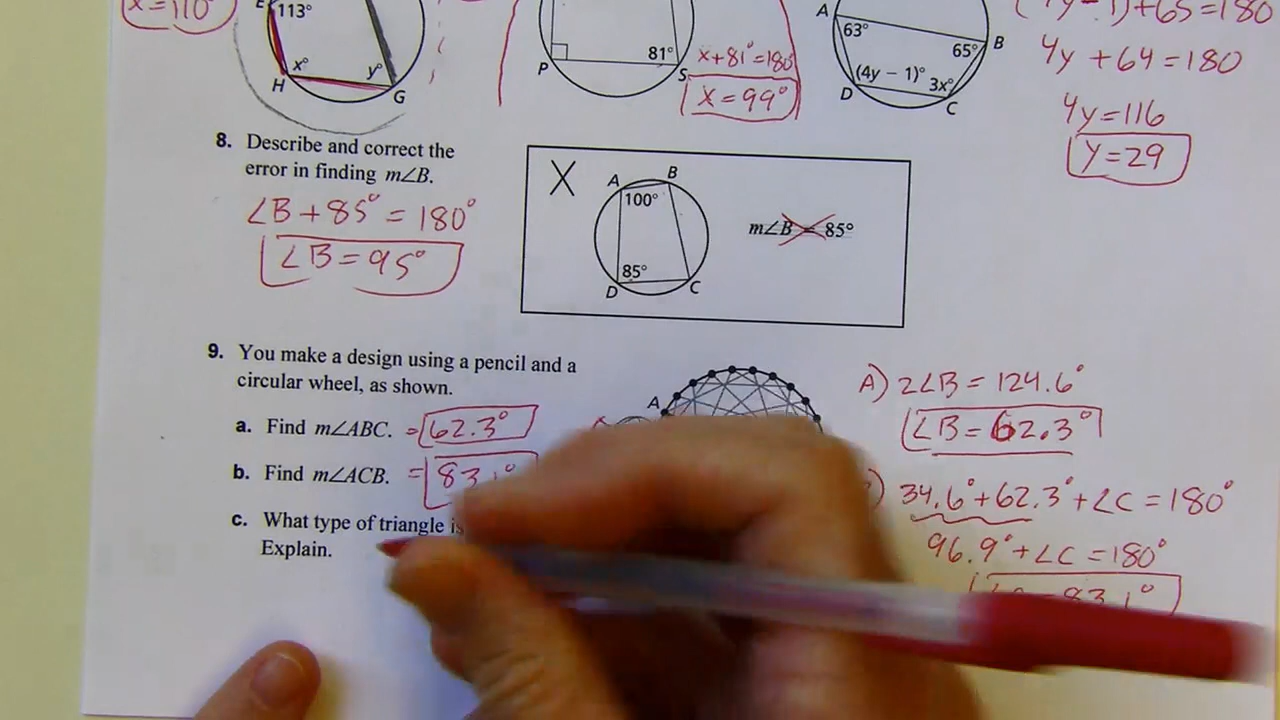 x=110°
E 113°
x°
y°
H
G
P
81°
S
x+81°=180°
x=99°
A
63°
65°
B
(4y − 1)°
3x°
D
C
4y +64=180
4y=116
y=29
8. Describe and correct the
error in finding m∠B.
∠B+85°=180°
∠B=95°
X
A
B
100°
85°
D
C
m∠B = 85°
9. You make a design using a pencil and a
circular wheel, as shown.
a. Find m∠ABC. = 62.3°
b. Find m∠ACB. = 83.1°
c. What type of triangle is
Explain.
A
A) 2∠B = 124.6°
∠B=62.3°
34.6°+62.3°+∠C=180°
96.9°+∠C=180°
83.1°